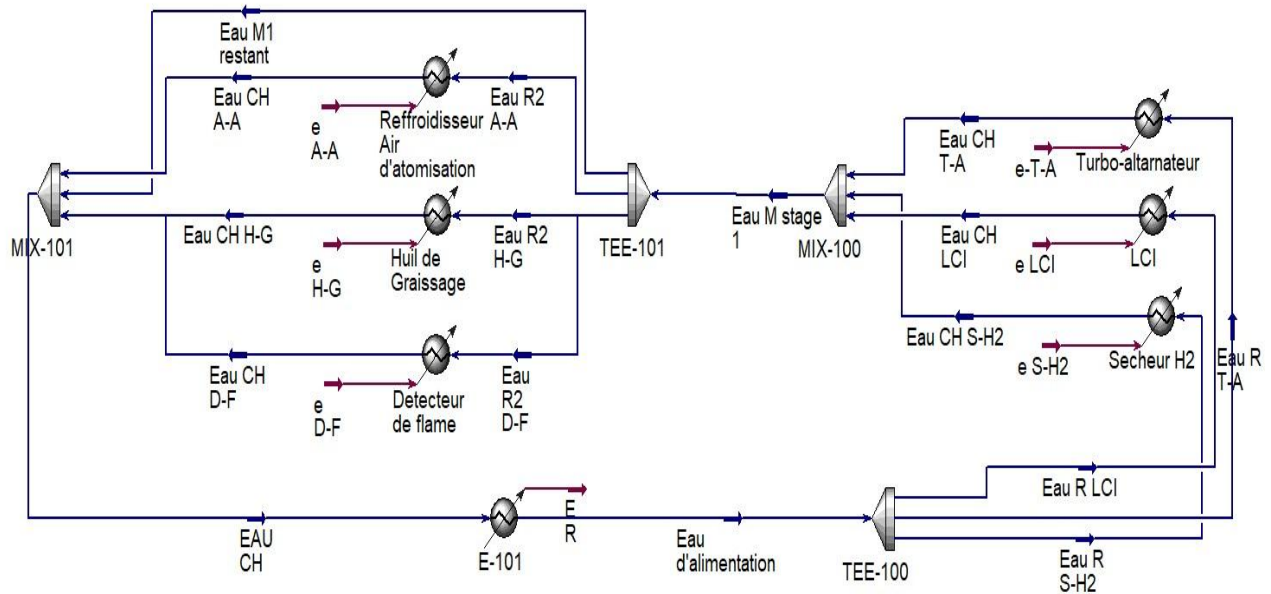 Eau M1
restant
Eau CH
A-A
e
A-A
Reffroidisseur
Air
d'atomisation
Eau R2
A-A
Eau CH
T-A
e-T-A
Turbo-altarnateur
MIX-101
Eau CH H-G
e
H-G
Huil de
Graissage
Eau R2
H-G
TEE-101
Eau M stage
1
MIX-100
Eau CH
LCI
e LCI
LCI
Eau CH S-H2
e S-H2
Secheur H2
Eau R
T-A
Eau CH
D-F
e
D-F
Detecteur
de flame
Eau
R2
D-F
EAU
CH
E-101
E
R
Eau
d'alimentation
TEE-100
Eau R LCI
Eau R
S-H2